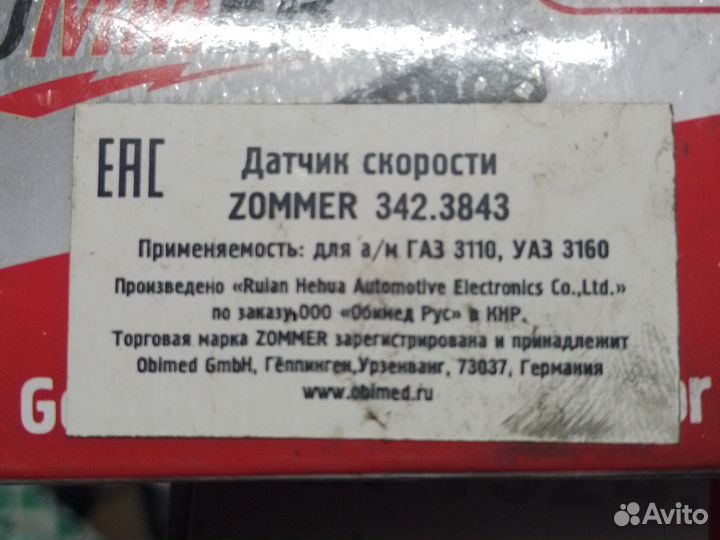 ЕАС
Датчик скорости
ZOMMER 342.3843
Применяемость: для а/м ГАЗ 3110, УАЗ 3160
Произведено «Ruian Hehua Automotive Electronics Co.,Ltd.»
по заказу ООО «Обимед Рус» в КНР.
Торговая марка ZOMMER зарегистрирована и принадлежит
Obimed GmbH, Гёппинген,Урзенванг, 73037, Германия
www.obimed.ru
Avito